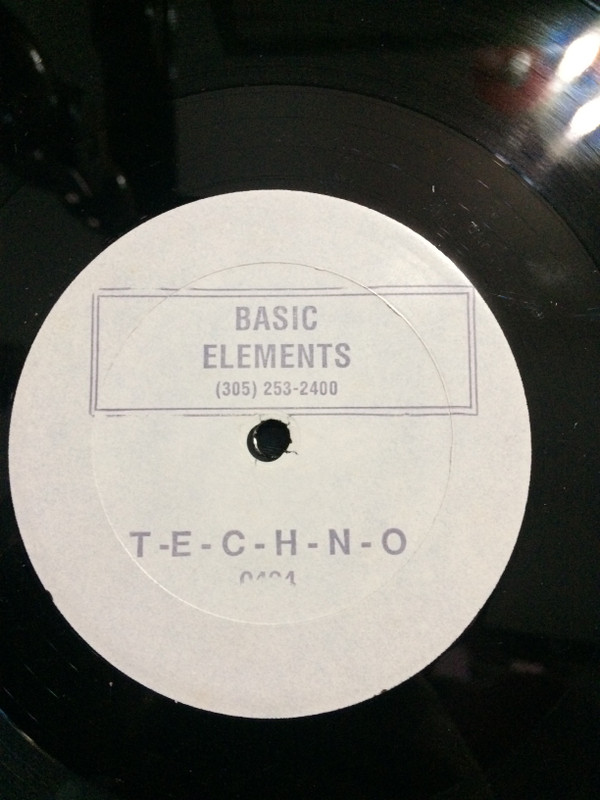 BASIC
ELEMENTS
(305) 253-2400
T-E-C-H-N-O